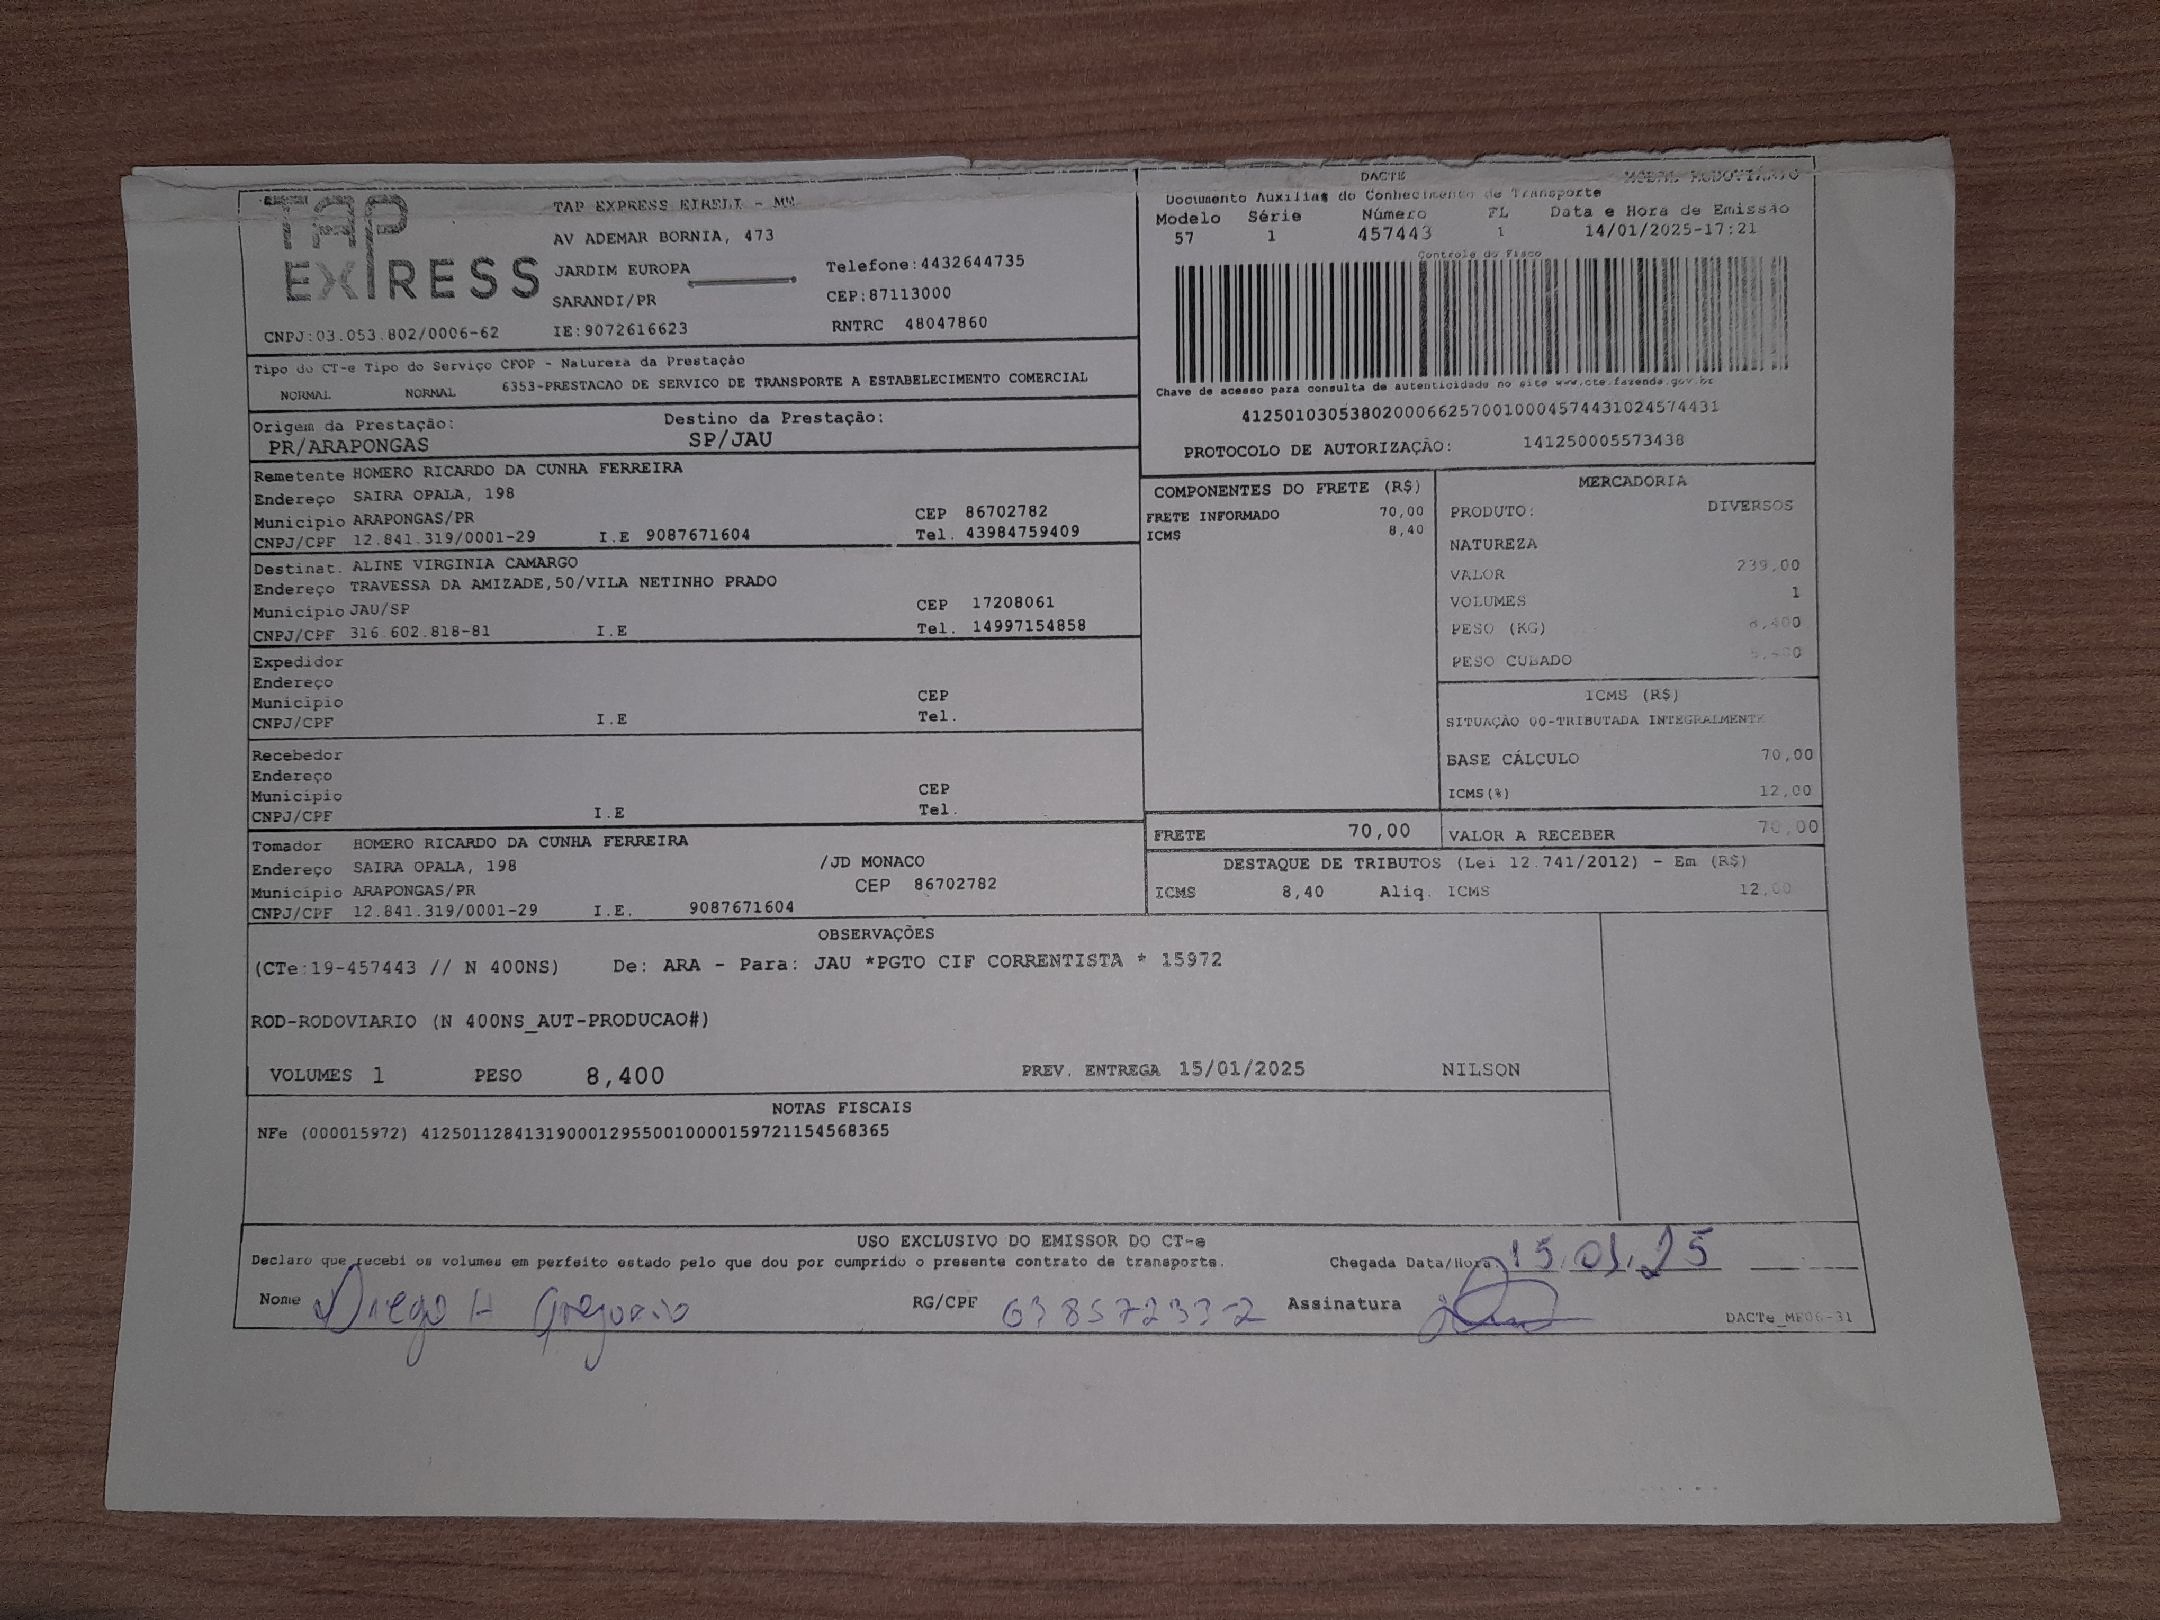 TAP
EXPRESS
TAP EXPRESS EIRELI -
AV ADEMAR BORNIA, 473
JARDIM EUROPA Telefone:4432644735
SARANDI/PR CEP:87113000
CNPJ:03.053.802/0006-62 IE:9072616623 RNTRC 48047860
DACTE MODAL RODOVIÁRIO
Documento Auxiliar do Conhecimento de Transporte
Modelo Série Número FL Data e Hora de Emissão
57 1 457443 1 14/01/2025-17:21
Controle do Fisco
Chave de acesso para consulta de autenticidade no site www.cte.fazenda.gov.br
41250103053802000662570010004574431024574431
PROTOCOLO DE AUTORIZAÇÃO: 141250005573438
Tipo do CT-e Tipo do Serviço CFOP - Natureza da Prestação
NORMAL NORMAL 6353-PRESTACAO DE SERVICO DE TRANSPORTE A ESTABELECIMENTO COMERCIAL
Origem da Prestação: Destino da Prestação:
PR/ARAPONGAS SP/JAU
Remetente HOMERO RICARDO DA CUNHA FERREIRA
Endereço SAIRA OPALA, 198
Município ARAPONGAS/PR CEP 86702782
CNPJ/CPF 12.841.319/0001-29 I.E 9087671604 Tel. 43984759409
Destinat. ALINE VIRGINIA CAMARGO
Endereço TRAVESSA DA AMIZADE,50/VILA NETINHO PRADO
Município JAU/SP CEP 17208061
CNPJ/CPF 316.602.818-81 I.E Tel. 14997154858
Expedidor
Endereço
Município CEP
CNPJ/CPF I.E Tel.
Recebedor
Endereço
Município CEP
CNPJ/CPF I.E Tel.
Tomador HOMERO RICARDO DA CUNHA FERREIRA
Endereço SAIRA OPALA, 198 /JD MONACO
Município ARAPONGAS/PR CEP 86702782
CNPJ/CPF 12.841.319/0001-29 I.E. 9087671604
COMPONENTES DO FRETE (R$)
FRETE INFORMADO 70,00
ICMS 8,40
MERCADORIA
PRODUTO: DIVERSOS
NATUREZA
VALOR 239,00
VOLUMES 1
PESO (KG) 8,400
PESO CUBADO
ICMS (R$)
SITUAÇÃO 00-TRIBUTADA INTEGRALMENTE
BASE CÁLCULO 70,00
ICMS(%) 12,00
FRETE 70,00 VALOR A RECEBER 70,00
DESTAQUE DE TRIBUTOS (Lei 12.741/2012) - Em (R$)
ICMS 8,40 Aliq. ICMS 12,00
OBSERVAÇÕES
(CTe:19-457443 // N 400NS) De: ARA - Para: JAU *PGTO CIF CORRENTISTA * 15972
ROD-RODOVIARIO (N 400NS_AUT-PRODUCAO#)
VOLUMES 1 PESO 8,400 PREV. ENTREGA 15/01/2025 NILSON
NOTAS FISCAIS
NFe (000015972) 41250112841319000129550010000159721154568365
USO EXCLUSIVO DO EMISSOR DO CT-e
Declaro que recebi os volumes em perfeito estado pelo que dou por cumprido o presente contrato de transporte. Chegada Data/Hora 15.01.25
Nome Diego H Gregorio RG/CPF 638572332 Assinatura
DACTe_ME06-31